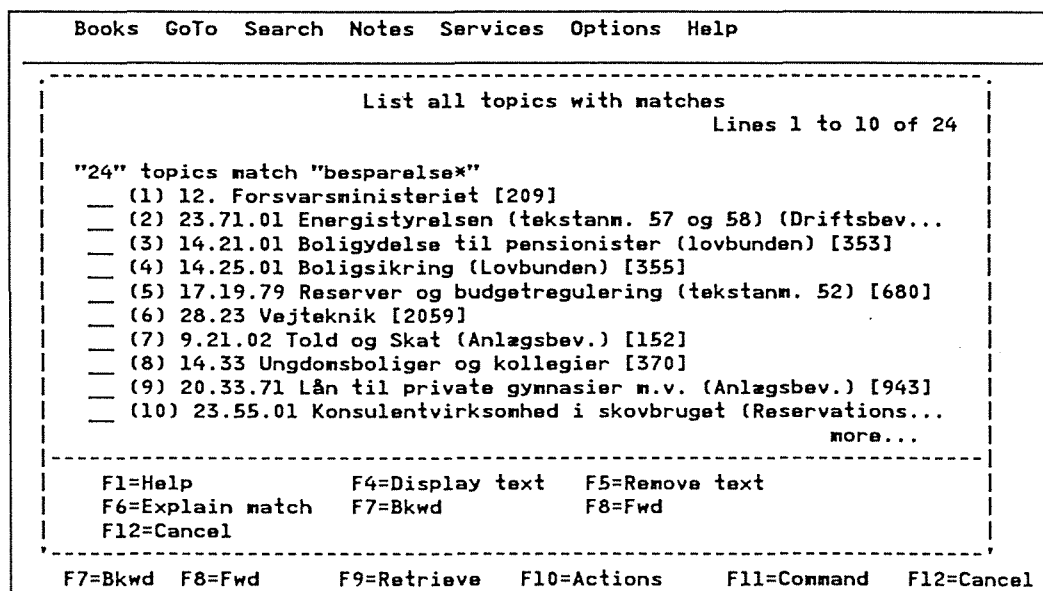 Books GoTo Search Notes Services Options Help
List all topics with matches
Lines 1 to 10 of 24
"24" topics match "besparelse*"
__ (1) 12. Forsvarsministeriet [209]
__ (2) 23.71.01 Energistyrelsen (tekstanm. 57 og 58) (Driftsbev...
__ (3) 14.21.01 Boligydelse til pensionister (lovbunden) [353]
__ (4) 14.25.01 Boligsikring (Lovbunden) [355]
__ (5) 17.19.79 Reserver og budgetregulering (tekstanm. 52) [680]
__ (6) 28.23 Vejteknik [2059]
__ (7) 9.21.02 Told og Skat (Anlægsbev.) [152]
__ (8) 14.33 Ungdomsboliger og kollegier [370]
__ (9) 20.33.71 Lån til private gymnasier m.v. (Anlægsbev.) [943]
__ (10) 23.55.01 Konsulentvirksomhed i skovbruget (Reservations...
more...
F1=Help F4=Display text F5=Remove text
F6=Explain match F7=Bkwd F8=Fwd
F12=Cancel
F7=Bkwd F8=Fwd F9=Retrieve F10=Actions F11=Command F12=Cancel